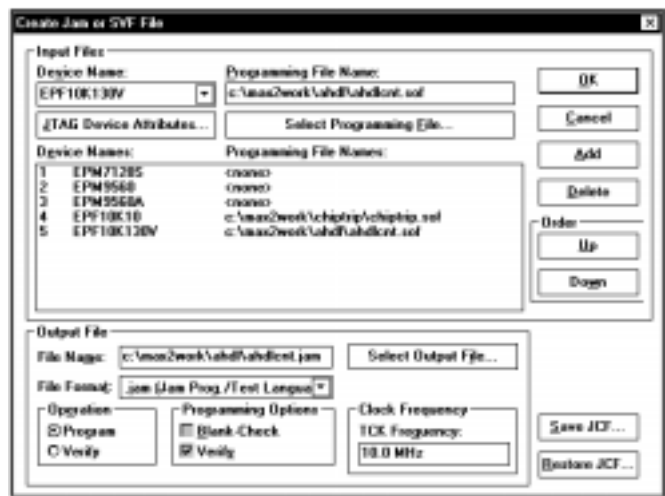 Create Jam or SVF File
Input Files
Device Name:
Programming File Name:
EPF10K130V
c:\max2work\ahdl\ahdlcnt.sof
JTAG Device Attributes...
Select Programming File...
Device Names:
Programming File Names:
1 EPM7128S <none>
2 EPM9560 <none>
3 EPM9560A <none>
4 EPF10K10 c:\max2work\chiptrip\chiptrip.sof
5 EPF10K130V c:\max2work\ahdl\ahdlcnt.sof
OK
Cancel
Add
Delete
Order
Up
Down
Output File
File Name: c:\max2work\ahdl\ahdlcnt.jam
Select Output File...
File Format: .jam (Jam Prog./Test Langua
Operation
Program
Verify
Programming Options
Blank-Check
Verify
Clock Frequency
TCK Frequency:
10.0 MHz
Save JCF...
Restore JCF...